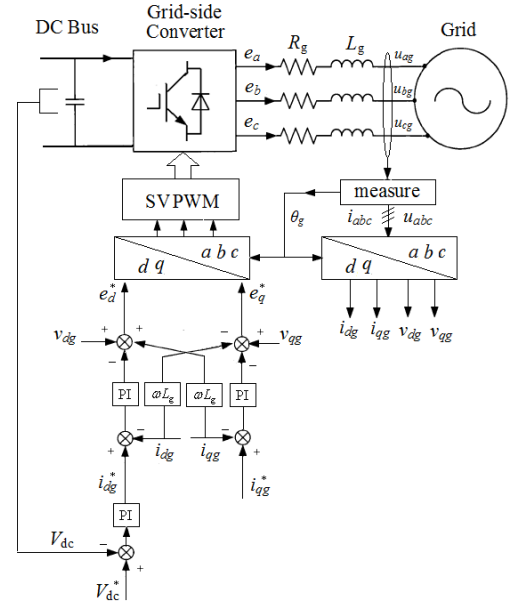 DC Bus
Grid-side
Converter
Grid
e_a
R_g
L_g
u_ag
e_b
u_bg
e_c
u_cg
SVPWM
measure
θ_g
i_abc
u_abc
a b c
d q
a b c
d q
e_d^*
e_q^*
i_dg
i_qg
v_dg
v_qg
+
+
−
+
v_dg
v_qg
−
−
PI
ωL_g
ωL_g
PI
−
−
+
+
i_dg
i_qg
i_dg^*
i_qg^*
PI
V_dc
−
+
V_dc^*